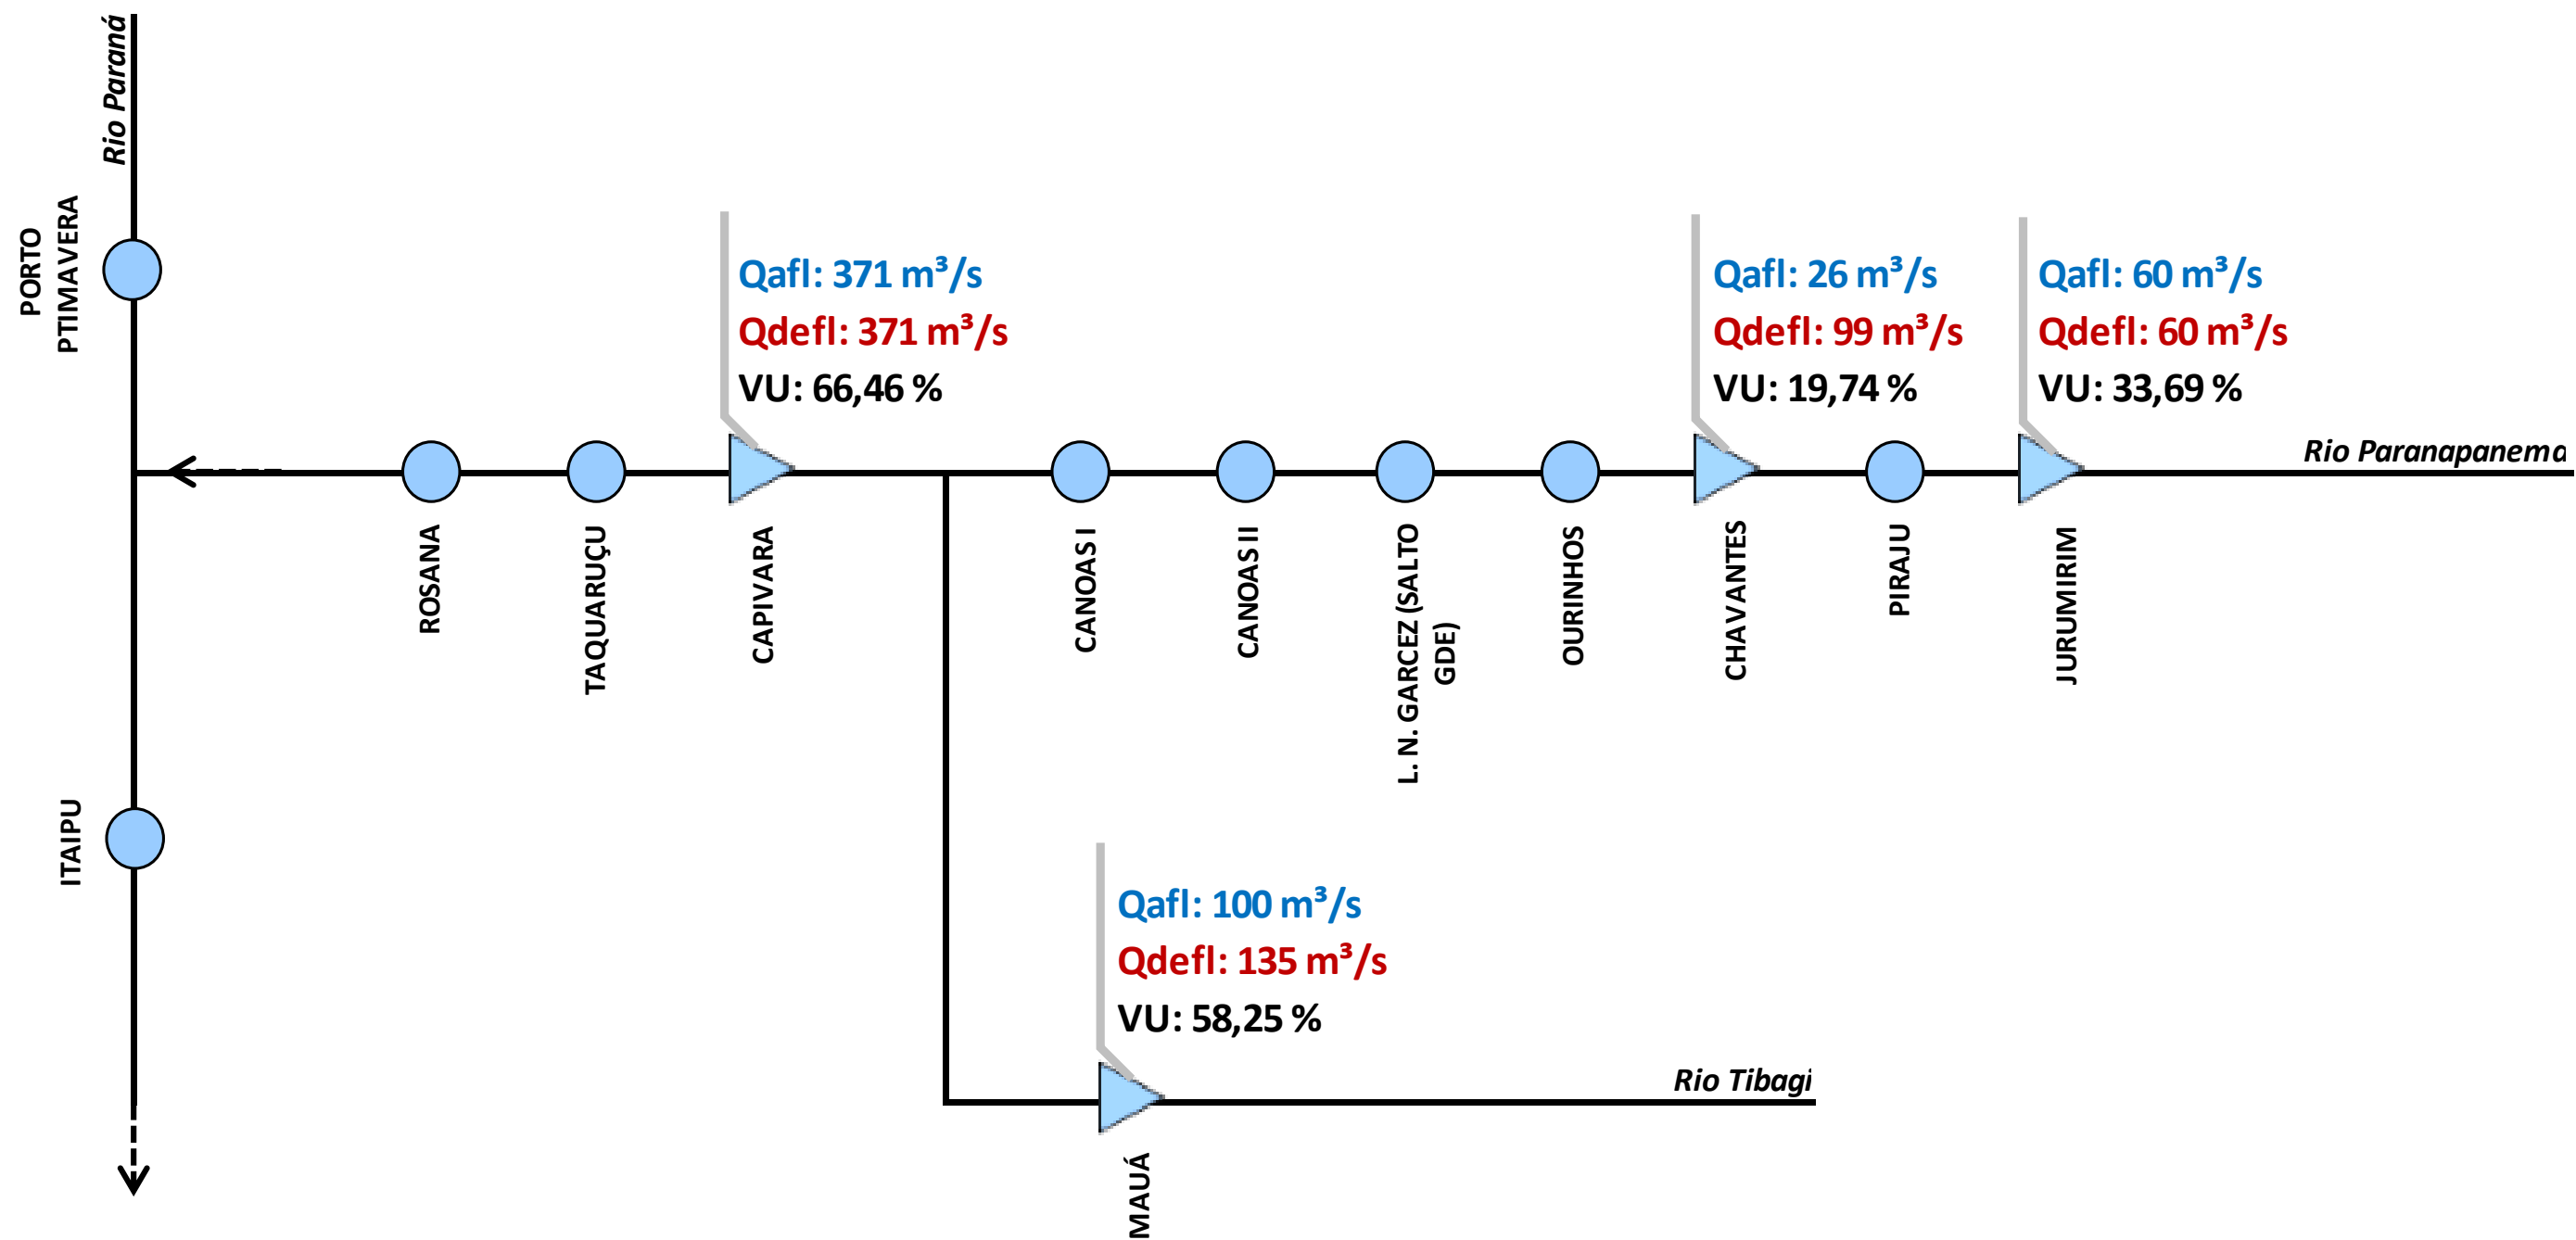 Rio Paraná
PORTO
PTIMAVERA
Qafl: 371 m³/s
Qdefl: 371 m³/s
VU: 66,46 %
Qafl: 26 m³/s
Qdefl: 99 m³/s
VU: 19,74 %
Qafl: 60 m³/s
Qdefl: 60 m³/s
VU: 33,69 %
Rio Paranapanema
ROSANA
TAQUARUÇU
CAPIVARA
CANOAS I
CANOAS II
L. N. GARCEZ (SALTO
GDE)
OURINHOS
CHAVANTES
PIRAJU
JURUMIRIM
ITAIPU
Qafl: 100 m³/s
Qdefl: 135 m³/s
VU: 58,25 %
Rio Tibagi
MAUÁ